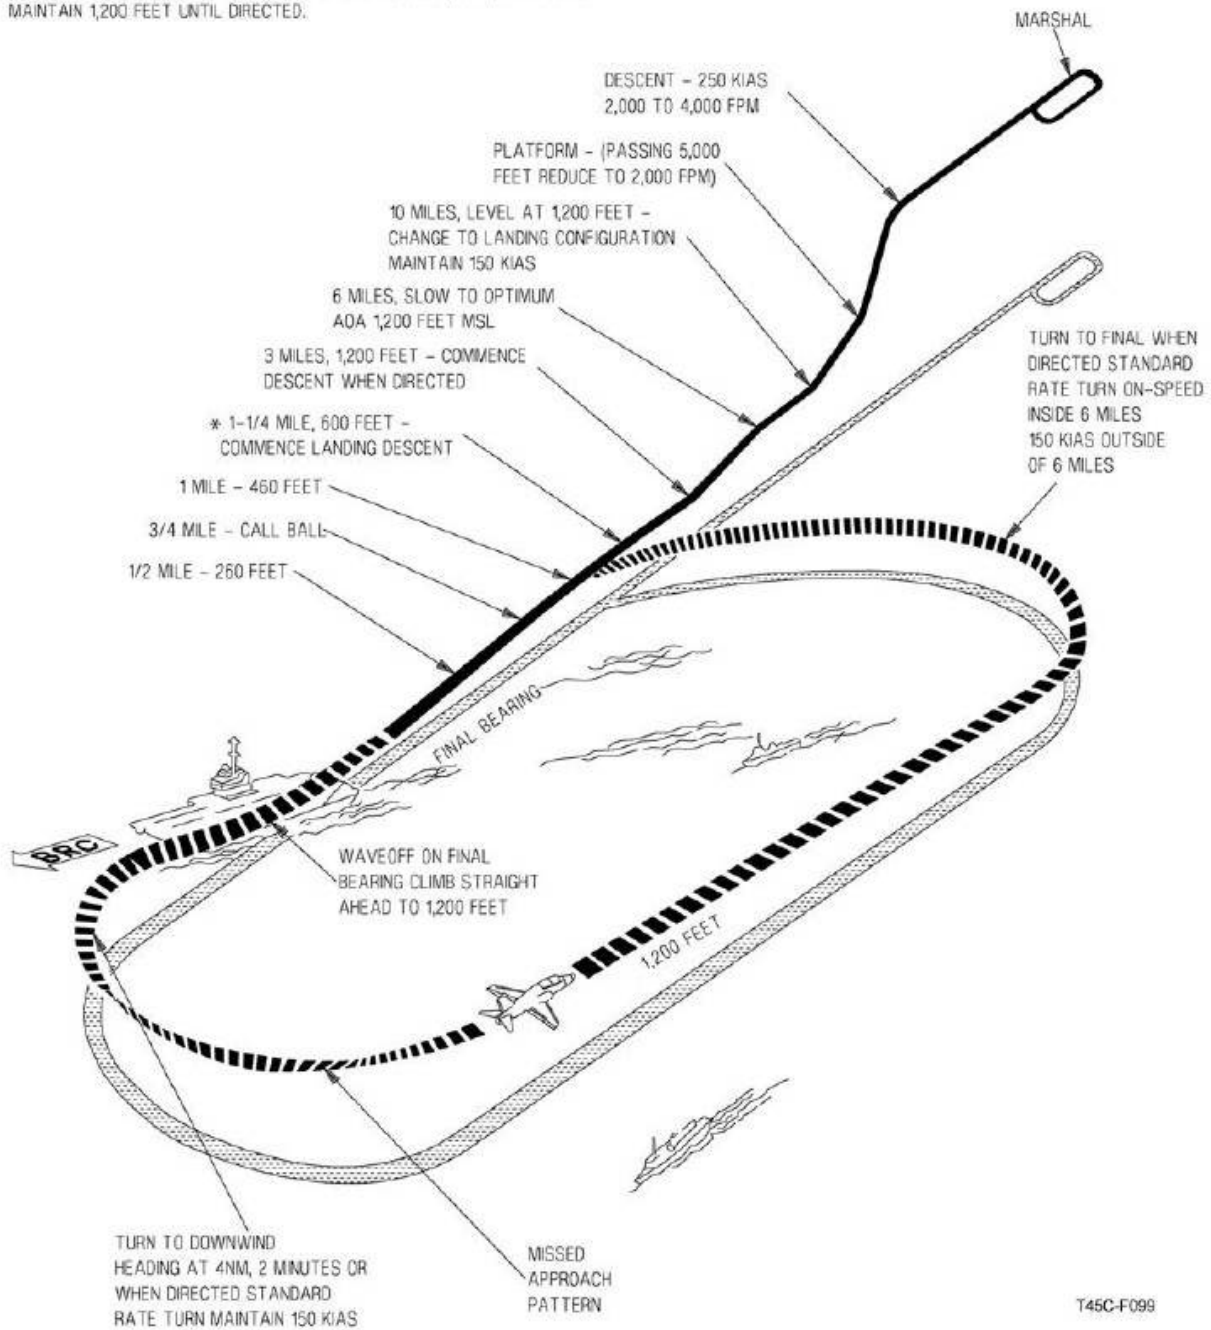 MAINTAIN 1,200 FEET UNTIL DIRECTED.
MARSHAL
DESCENT - 250 KIAS
2,000 TO 4,000 FPM
PLATFORM - (PASSING 5,000
FEET REDUCE TO 2,000 FPM)
10 MILES, LEVEL AT 1,200 FEET -
CHANGE TO LANDING CONFIGURATION
MAINTAIN 150 KIAS
6 MILES, SLOW TO OPTIMUM
AOA 1,200 FEET MSL
TURN TO FINAL WHEN
DIRECTED STANDARD
RATE TURN ON-SPEED
INSIDE 6 MILES
150 KIAS OUTSIDE
OF 6 MILES
3 MILES, 1,200 FEET - COMMENCE
DESCENT WHEN DIRECTED
* 1-1/4 MILE, 600 FEET -
COMMENCE LANDING DESCENT
1 MILE - 460 FEET
3/4 MILE - CALL BALL
1/2 MILE - 260 FEET
FINAL BEARING
BRC
WAVEOFF ON FINAL
BEARING CLIMB STRAIGHT
AHEAD TO 1,200 FEET
1,200 FEET
TURN TO DOWNWIND
HEADING AT 4NM, 2 MINUTES OR
WHEN DIRECTED STANDARD
RATE TURN MAINTAIN 150 KIAS
MISSED
APPROACH
PATTERN
T45C-F099